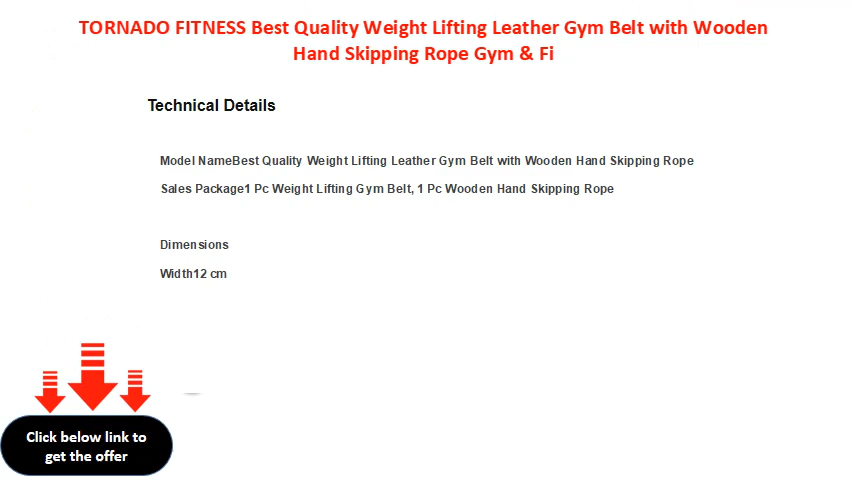 TORNADO FITNESS Best Quality Weight Lifting Leather Gym Belt with Wooden
Hand Skipping Rope Gym & Fi
Technical Details
Model NameBest Quality Weight Lifting Leather Gym Belt with Wooden Hand Skipping Rope
Sales Package1 Pc Weight Lifting Gym Belt, 1 Pc Wooden Hand Skipping Rope
Dimensions
Width12 cm
Click below link to
get the offer